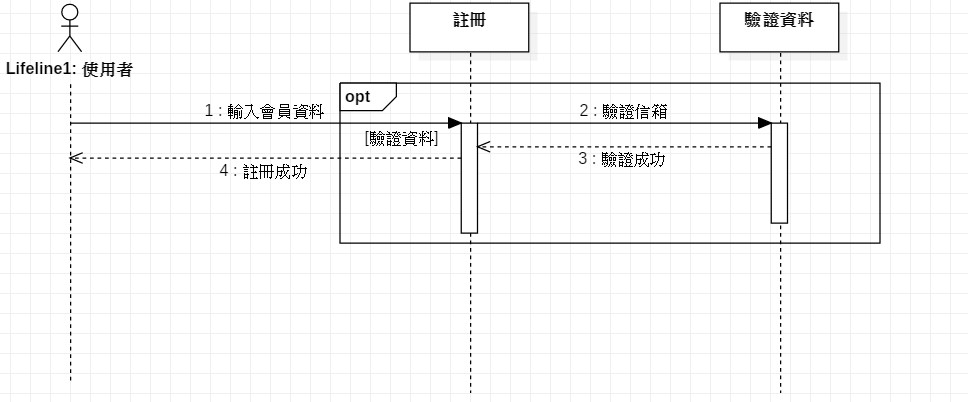 註冊
驗證資料
Lifeline1: 使用者
opt
1 : 輸入會員資料
2 : 驗證信箱
[驗證資料]
3 : 驗證成功
4 : 註冊成功